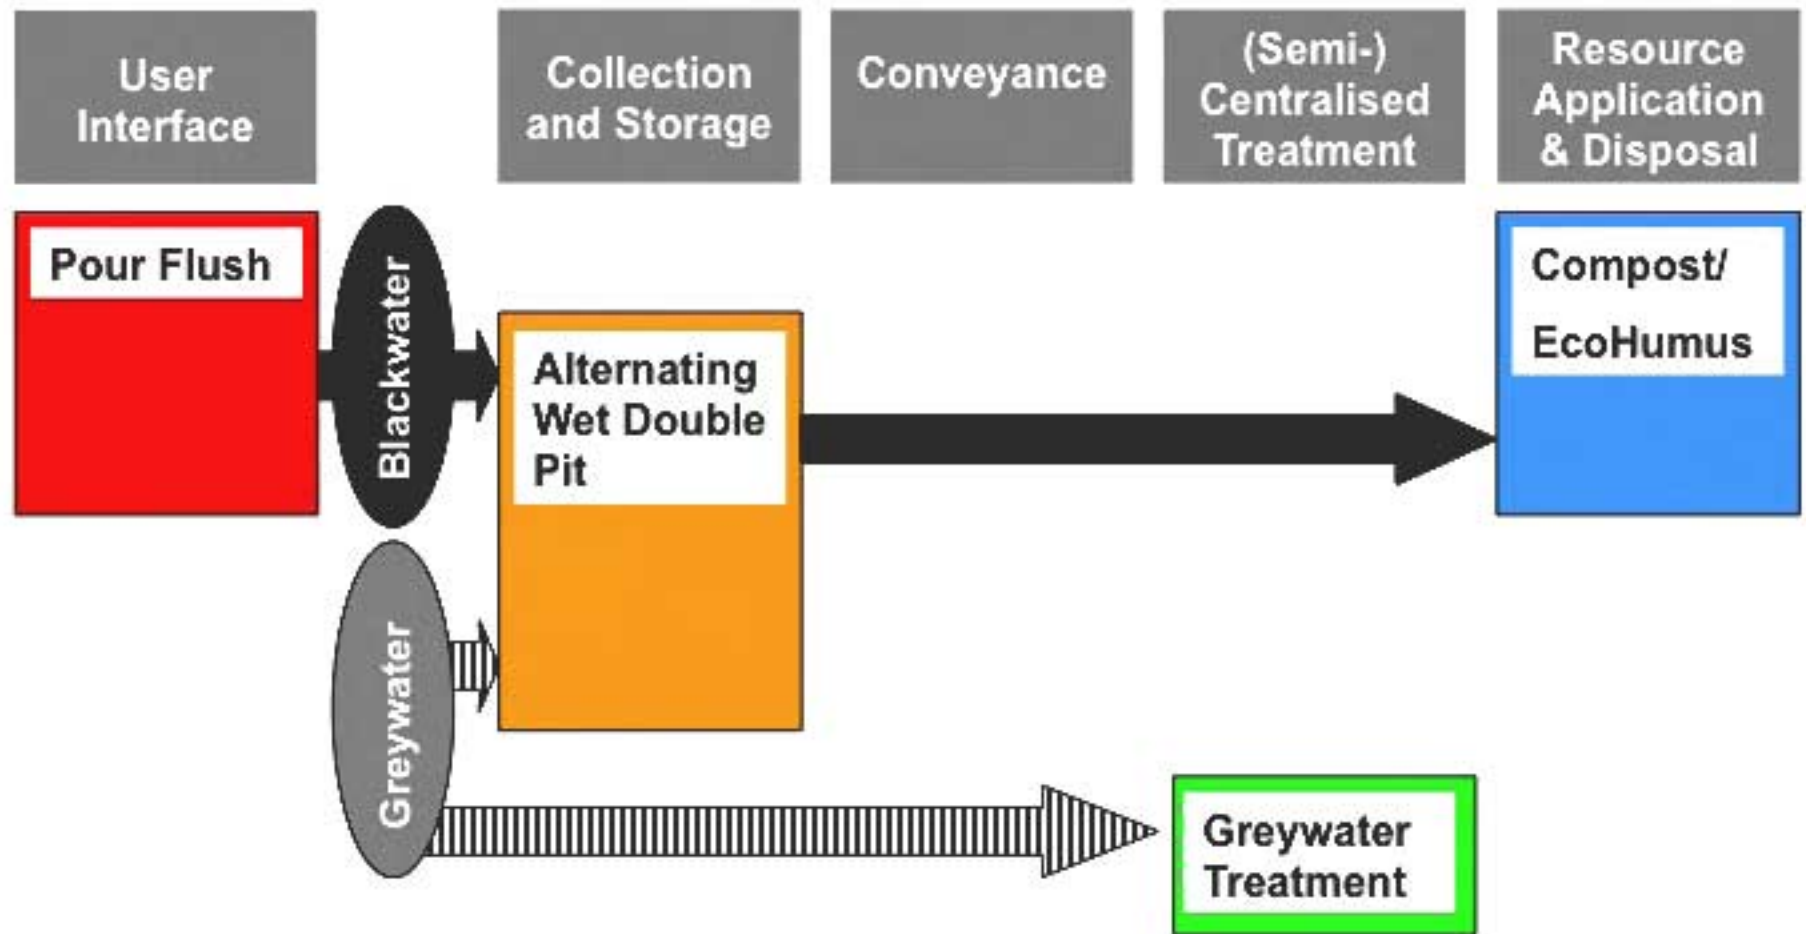 User
Interface
Collection
and Storage
Conveyance
(Semi-)
Centralised
Treatment
Resource
Application
& Disposal
Pour Flush
Blackwater
Alternating
Wet Double
Pit
Compost/
EcoHumus
Greywater
Greywater
Treatment